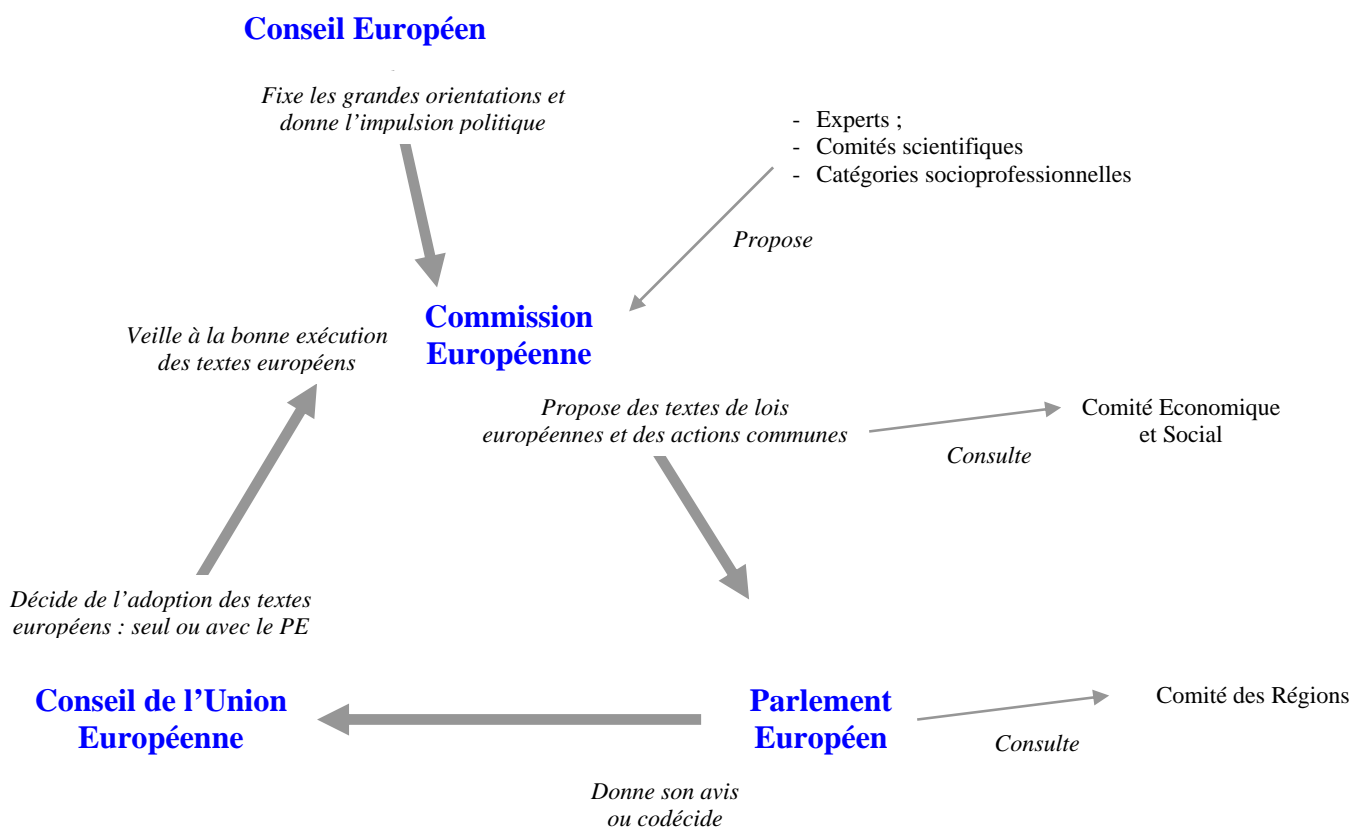 Conseil Européen
Fixe les grandes orientations et
donne l’impulsion politique
- Experts ;
- Comités scientifiques
- Catégories socioprofessionnelles
Propose
Commission
Européenne
Veille à la bonne exécution
des textes européens
Propose des textes de lois
européennes et des actions communes
Comité Economique
et Social
Consulte
Décide de l’adoption des textes
européens : seul ou avec le PE
Conseil de l’Union
Européenne
Parlement
Européen
Comité des Régions
Consulte
Donne son avis
ou codécide